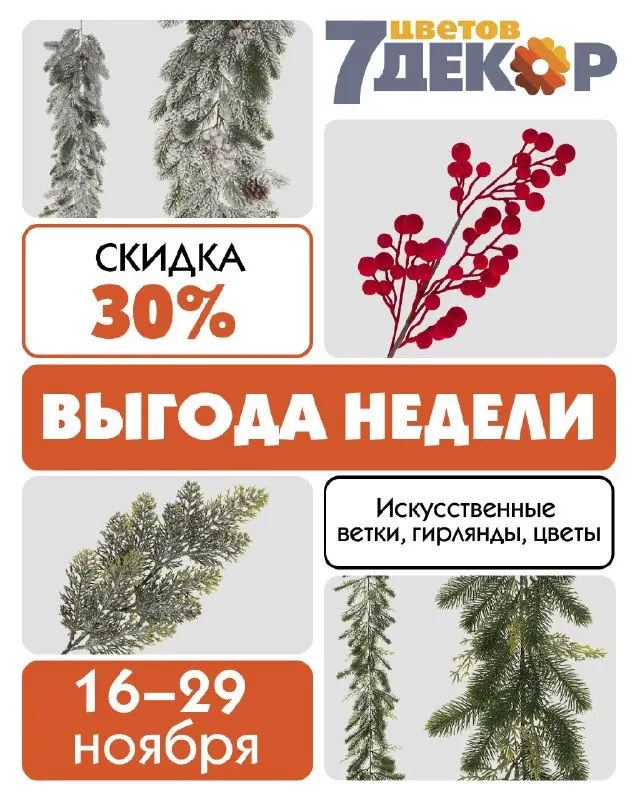 7 цветов
ДЕКОР
СКИДКА
30%
ВЫГОДА НЕДЕЛИ
Искусственные
ветки, гирлянды, цветы
16–29
ноября